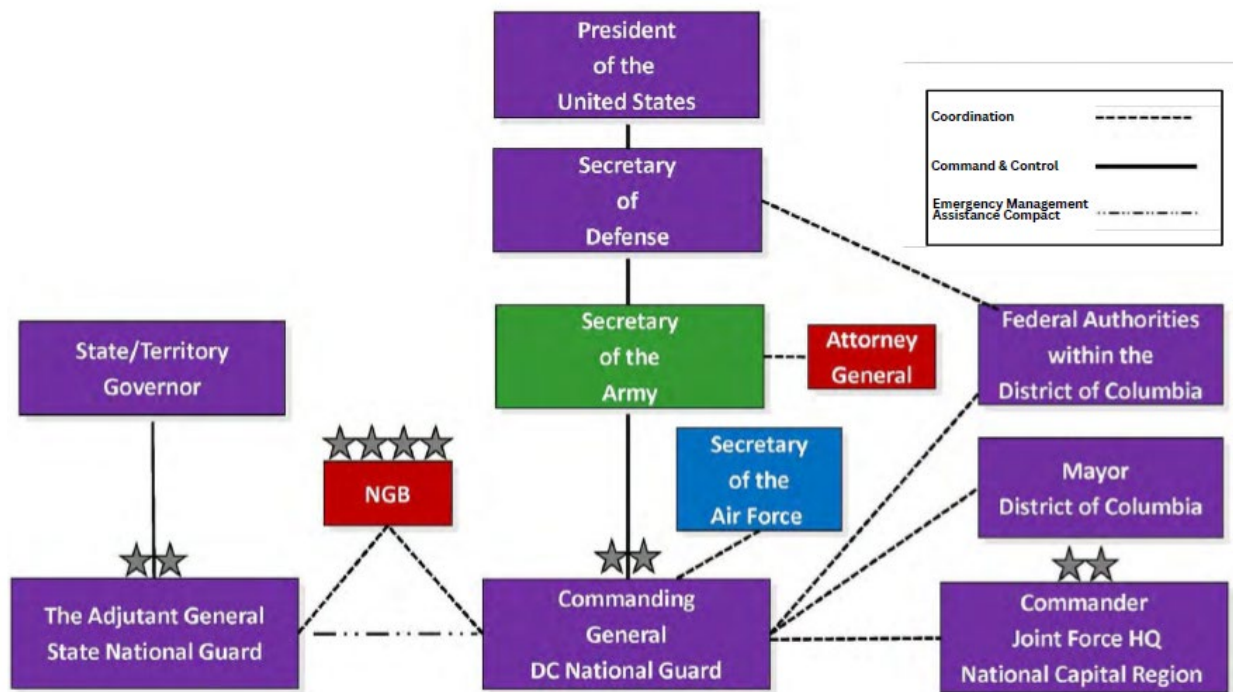 President
of the
United States
Coordination
Command & Control
Emergency Management
Assistance Compact
Secretary
of
Defense
State/Territory
Governor
Secretary
of the
Army
Attorney
General
Federal Authorities
within the
District of Columbia
NGB
Secretary
of the
Air Force
Mayor
District of Columbia
The Adjutant General
State National Guard
Commanding
General
DC National Guard
Commander
Joint Force HQ
National Capital Region